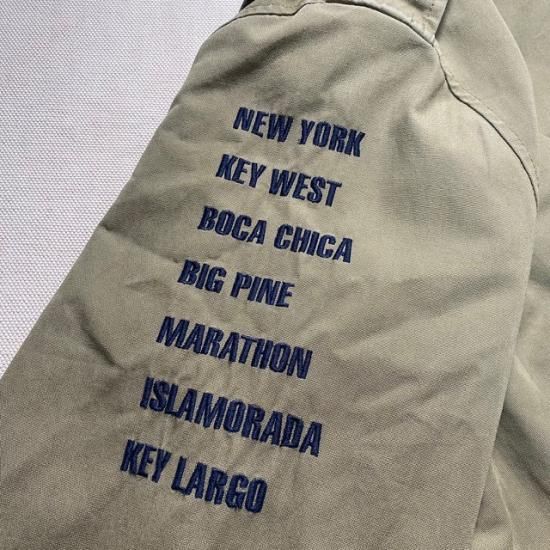 NEW YORK
KEY WEST
BOCA CHICA
BIG PINE
MARATHON
ISLAMORADA
KEY LARGO